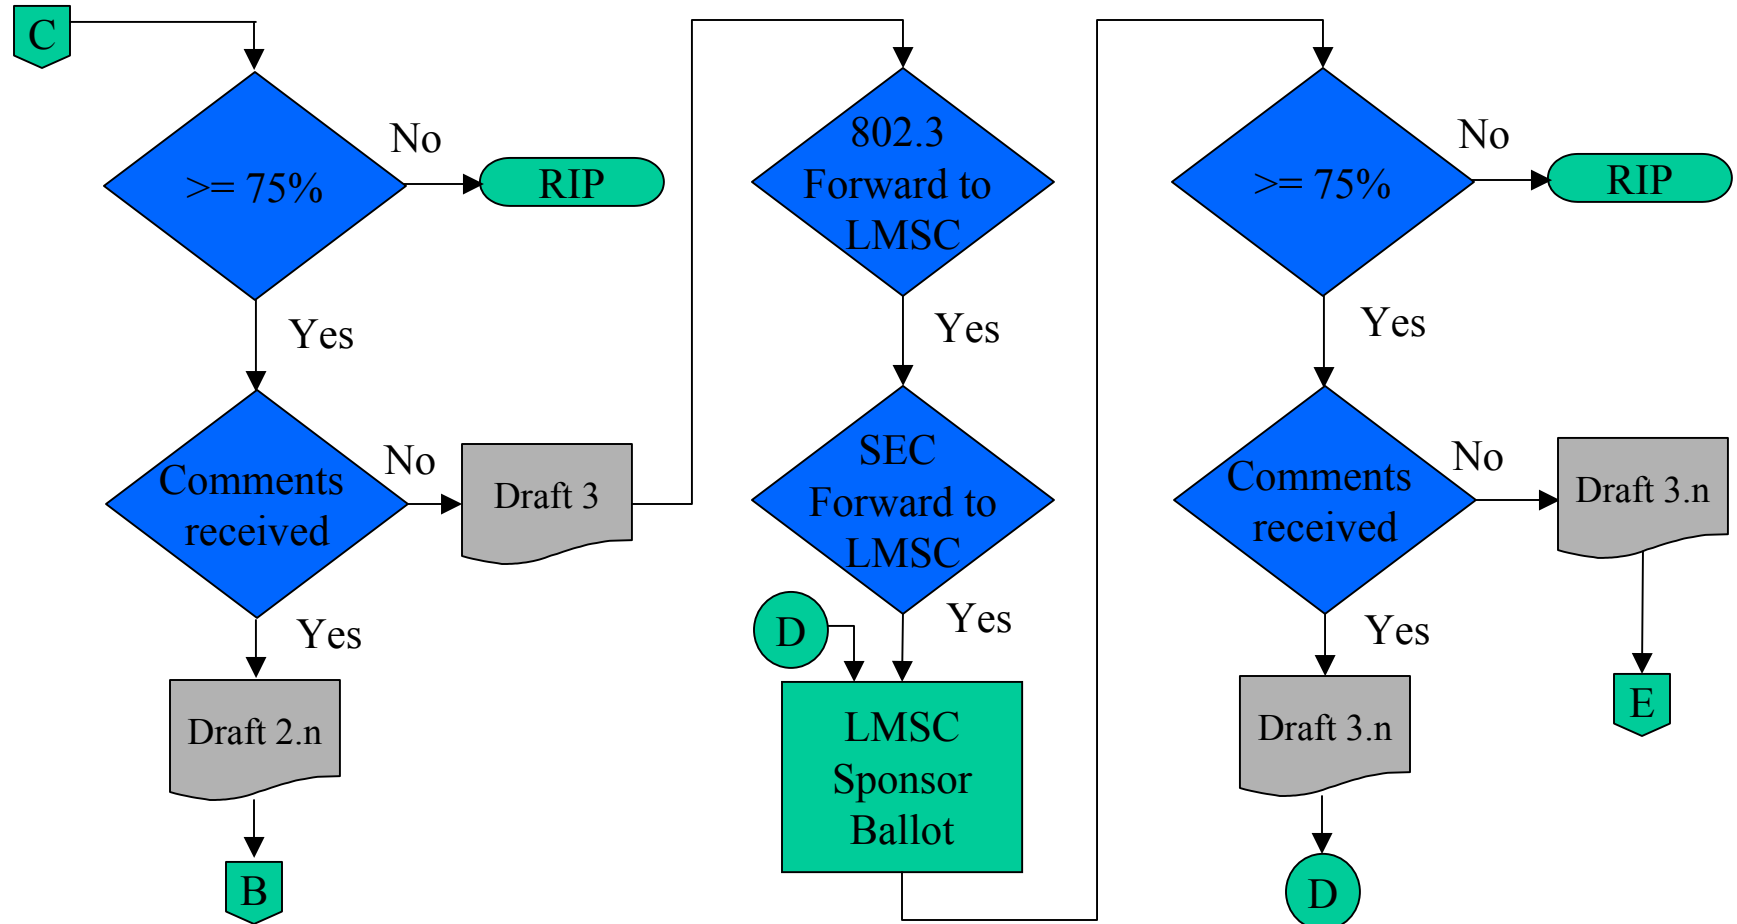 C
>= 75%
No
RIP
Yes
Comments
received
No
Draft 3
Yes
Draft 2.n
B
802.3
Forward to
LMSC
Yes
SEC
Forward to
LMSC
Yes
D
LMSC
Sponsor
Ballot
>= 75%
No
RIP
Yes
Comments
received
No
Draft 3.n
E
Yes
Draft 3.n
D